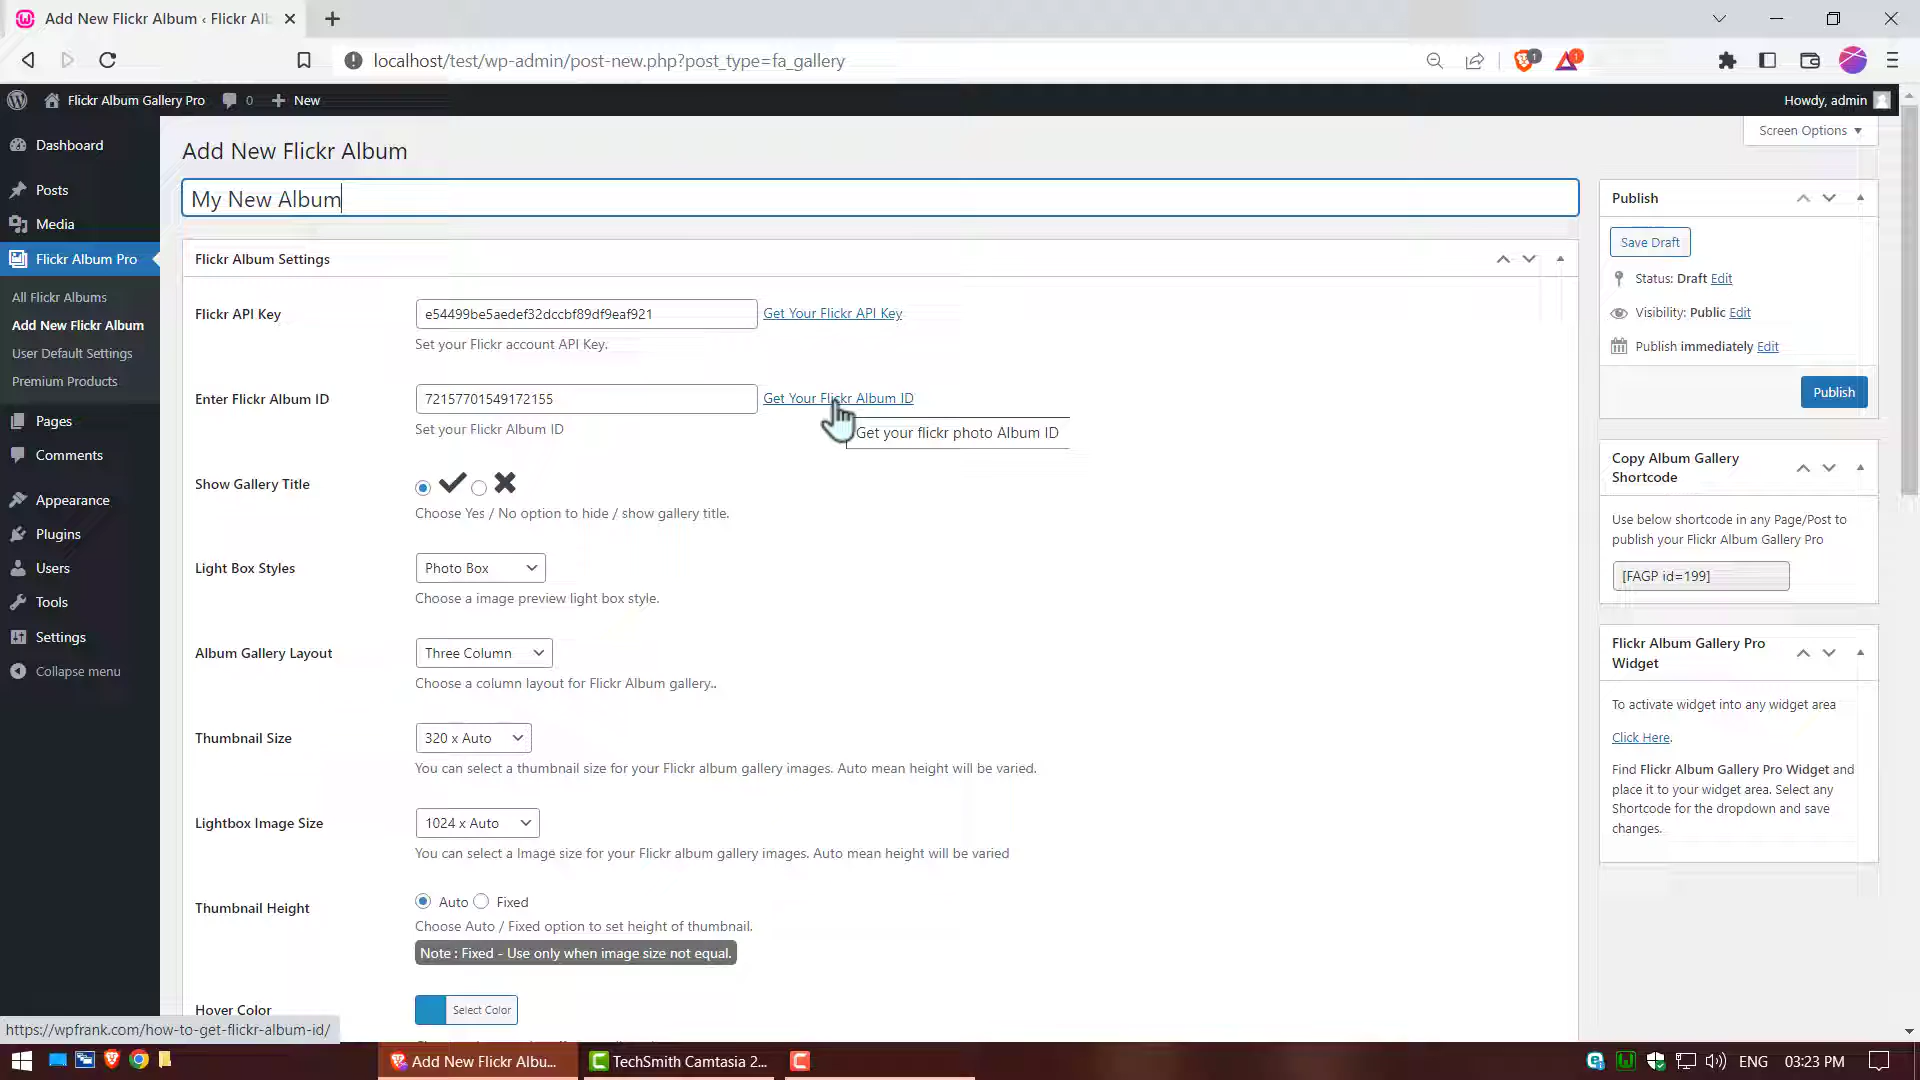 Add New Flickr Album ‹ Flickr Alb
localhost/test/wp-admin/post-new.php?post_type=fa_gallery
1
1
Flickr Album Gallery Pro
0
New
Howdy, admin
Screen Options
Dashboard
Posts
Media
Flickr Album Pro
All Flickr Albums
Add New Flickr Album
User Default Settings
Premium Products
Pages
Comments
Appearance
Plugins
Users
Tools
Settings
Collapse menu
Add New Flickr Album
My New Album
Flickr Album Settings
Flickr API Key
e54499be5aedef32dccbf89df9eaf921
Get Your Flickr API Key
Set your Flickr account API Key.
Enter Flickr Album ID
72157701549172155
Get Your Flickr Album ID
Set your Flickr Album ID
Get your flickr photo Album ID
Show Gallery Title
Choose Yes / No option to hide / show gallery title.
Light Box Styles
Photo Box
Choose a image preview light box style.
Album Gallery Layout
Three Column
Choose a column layout for Flickr Album gallery..
Thumbnail Size
320 x Auto
You can select a thumbnail size for your Flickr album gallery images. Auto mean height will be varied.
Lightbox Image Size
1024 x Auto
You can select a Image size for your Flickr album gallery images. Auto mean height will be varied
Thumbnail Height
Auto
Fixed
Choose Auto / Fixed option to set height of thumbnail.
Note : Fixed - Use only when image size not equal.
Hover Color
Select Color
Publish
Save Draft
Status: Draft Edit
Visibility: Public Edit
Publish immediately Edit
Publish
Copy Album Gallery
Shortcode
Use below shortcode in any Page/Post to
publish your Flickr Album Gallery Pro
[FAGP id=199]
Flickr Album Gallery Pro
Widget
To activate widget into any widget area
Click Here.
Find Flickr Album Gallery Pro Widget and
place it to your widget area. Select any
Shortcode for the dropdown and save
changes.
https://wpfrank.com/how-to-get-flickr-album-id/
Add New Flickr Albu...
TechSmith Camtasia 2...
ENG
03:23 PM